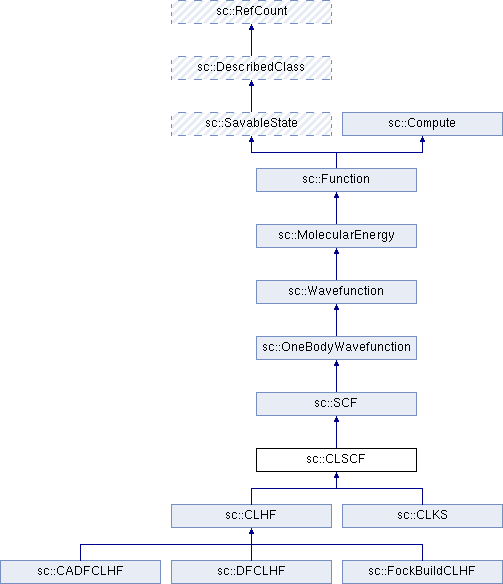 sc::RefCount
sc::DescribedClass
sc::SavableState
sc::Compute
sc::Function
sc::MolecularEnergy
sc::Wavefunction
sc::OneBodyWavefunction
sc::SCF
sc::CLSCF
sc::CLHF
sc::CLKS
sc::CADFCLHF
sc::DFCLHF
sc::FockBuildCLHF